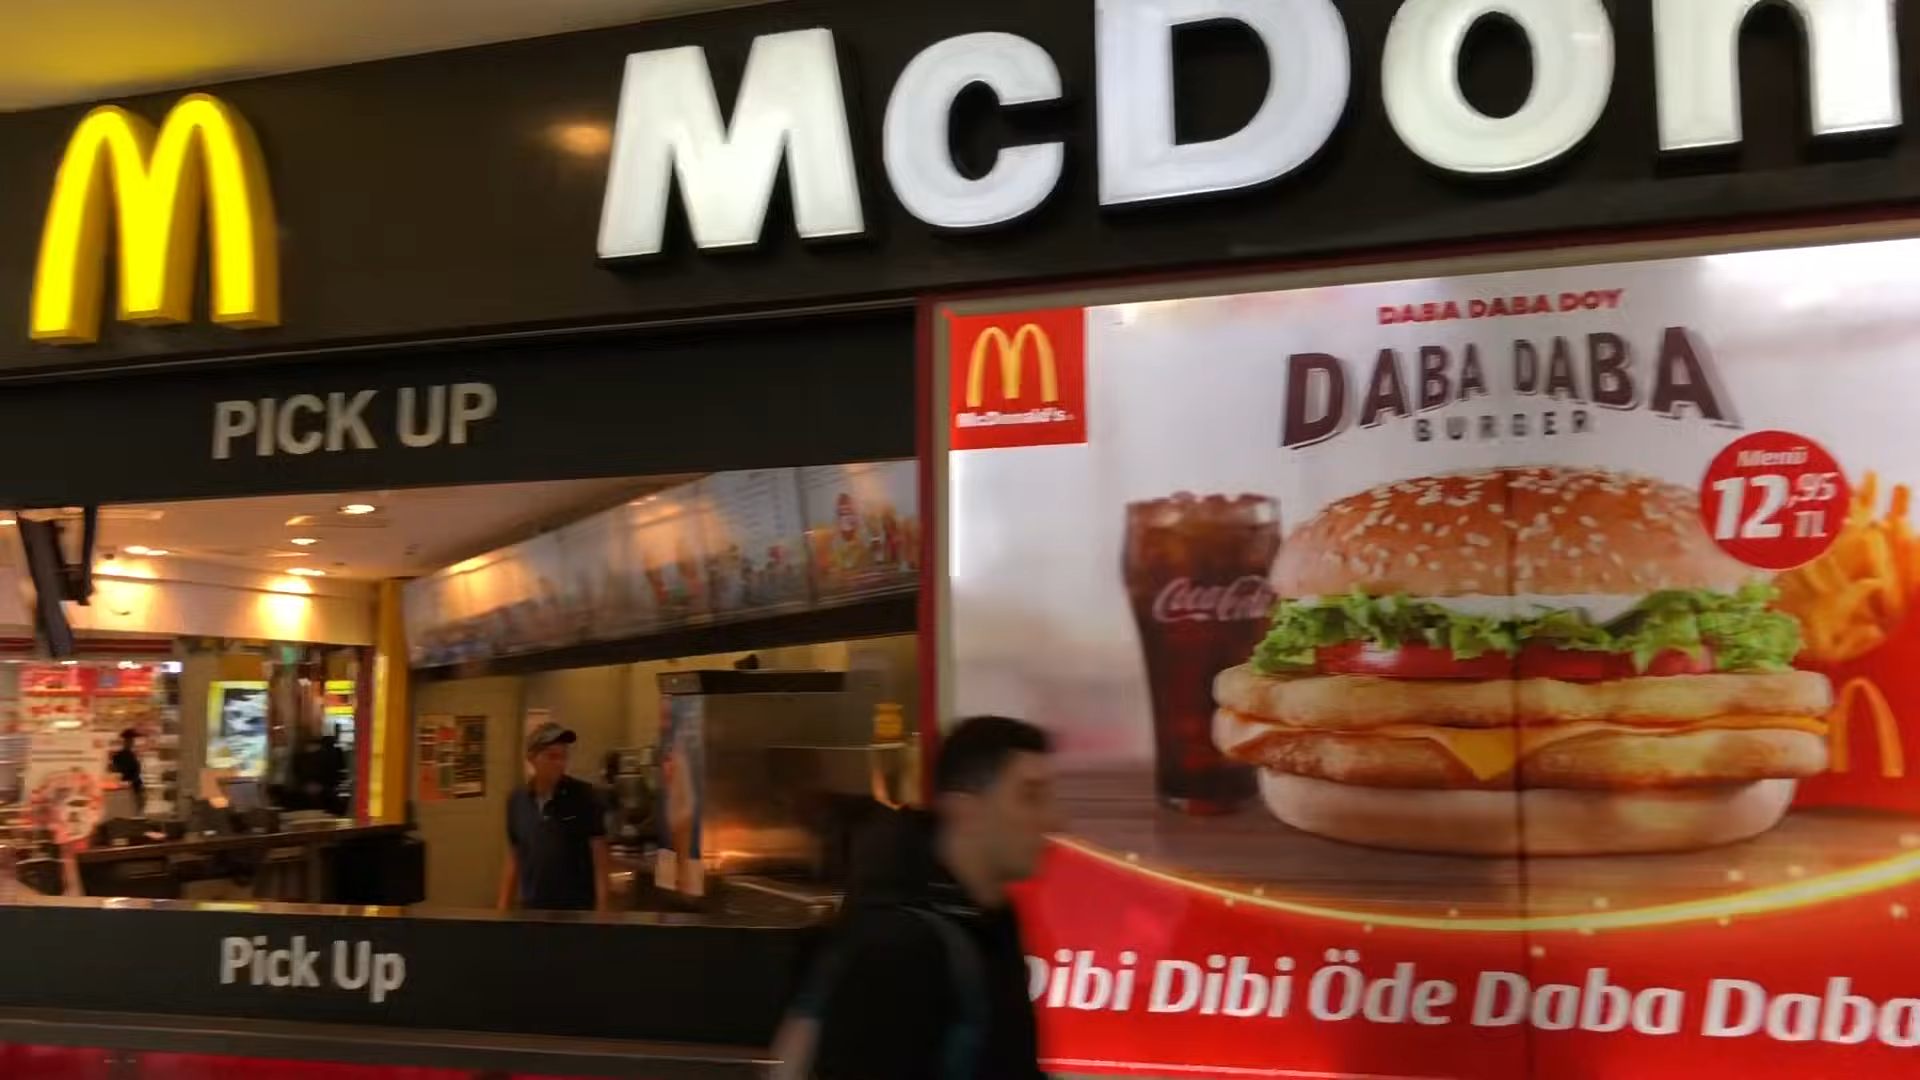 McDon
PICK UP
McDonald's
DABA DABA DOY
DABA DABA
BURGER
Menü
12,95
TL
Coca-Cola
Pick Up
Dibi Dibi Öde Daba Daba